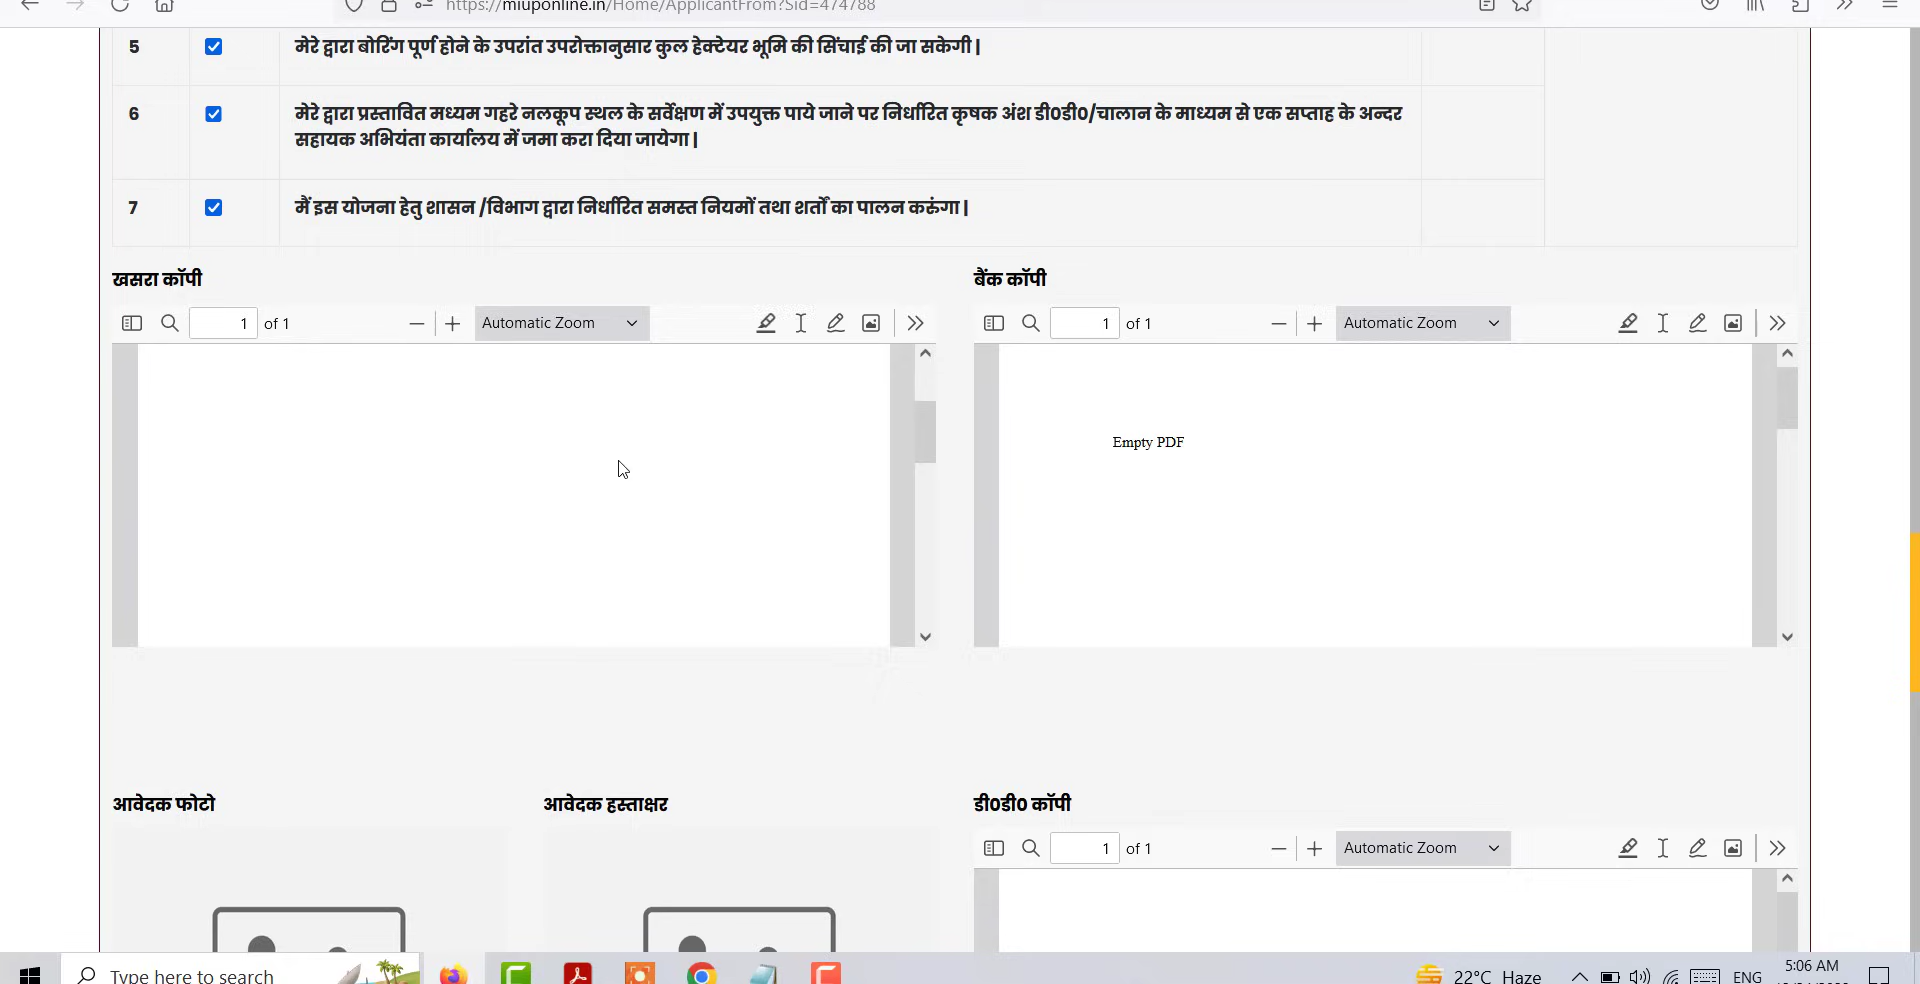 https://miuponline.in/Home/ApplicantFrom?Sid=474788
5 मेरे द्वारा बोरिंग पूर्ण होने के उपरांत उपरोक्तानुसार कुल हेक्टेयर भूमि की सिंचाई की जा सकेगी |
6 मेरे द्वारा प्रस्तावित मध्यम गहरे नलकूप स्थल के सर्वेक्षण में उपयुक्त पाये जाने पर निर्धारित कृषक अंश डी0डी0/चालान के माध्यम से एक सप्ताह के अन्दर
सहायक अभियंता कार्यालय में जमा करा दिया जायेगा |
7 मैं इस योजना हेतु शासन /विभाग द्वारा निर्धारित समस्त नियमों तथा शर्तों का पालन करुंगा |
खसरा कॉपी
बैंक कॉपी
1 of 1 Automatic Zoom
1 of 1 Automatic Zoom
Empty PDF
आवेदक फोटो
आवेदक हस्ताक्षर
डी0डी0 कॉपी
1 of 1 Automatic Zoom
Type here to search
22°C Haze
ENG
5:06 AM